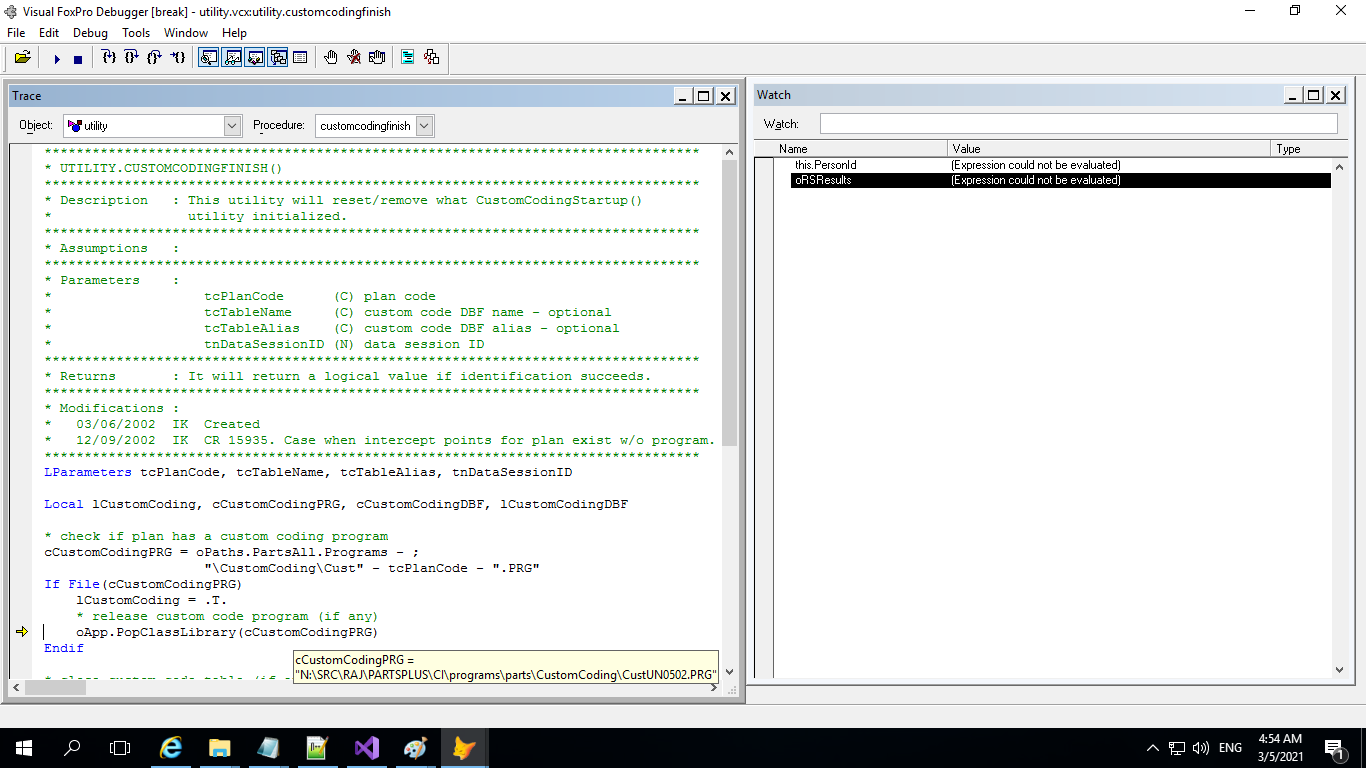 Visual FoxPro Debugger [break] - utility.vcx:utility.customcodingfinish
File Edit Debug Tools Window Help
Trace
Object: utility Procedure: customcodingfinish
**********************************************************************************
* UTILITY.CUSTOMCODINGFINISH()
**********************************************************************************
* Description   : This utility will reset/remove what CustomCodingStartup()
*                 utility initialized.
**********************************************************************************
* Assumptions   :
**********************************************************************************
* Parameters    :
*                   tcPlanCode      (C) plan code
*                   tcTableName     (C) custom code DBF name - optional
*                   tcTableAlias    (C) custom code DBF alias - optional
*                   tnDataSessionID (N) data session ID
**********************************************************************************
* Returns       : It will return a logical value if identification succeeds.
**********************************************************************************
* Modifications :
*   03/06/2002  IK  Created
*   12/09/2002  IK  CR 15935. Case when intercept points for plan exist w/o program.
**********************************************************************************
LParameters tcPlanCode, tcTableName, tcTableAlias, tnDataSessionID
Local lCustomCoding, cCustomCodingPRG, cCustomCodingDBF, lCustomCodingDBF
* check if plan has a custom coding program
cCustomCodingPRG = oPaths.PartsAll.Programs - ;
"\CustomCoding\Cust" - tcPlanCode - ".PRG"
If File(cCustomCodingPRG)
lCustomCoding = .T.
* release custom code program (if any)
oApp.PopClassLibrary(cCustomCodingPRG)
Endif
cCustomCodingPRG =
"N:\SRC\RAJ\PARTSPLUS\CI\programs\parts\CustomCoding\CustUN0502.PRG"
Watch
Watch:
Name Value Type
this.PersonId (Expression could not be evaluated)
oRSResults (Expression could not be evaluated)
ENG
4:54 AM
3/5/2021
1